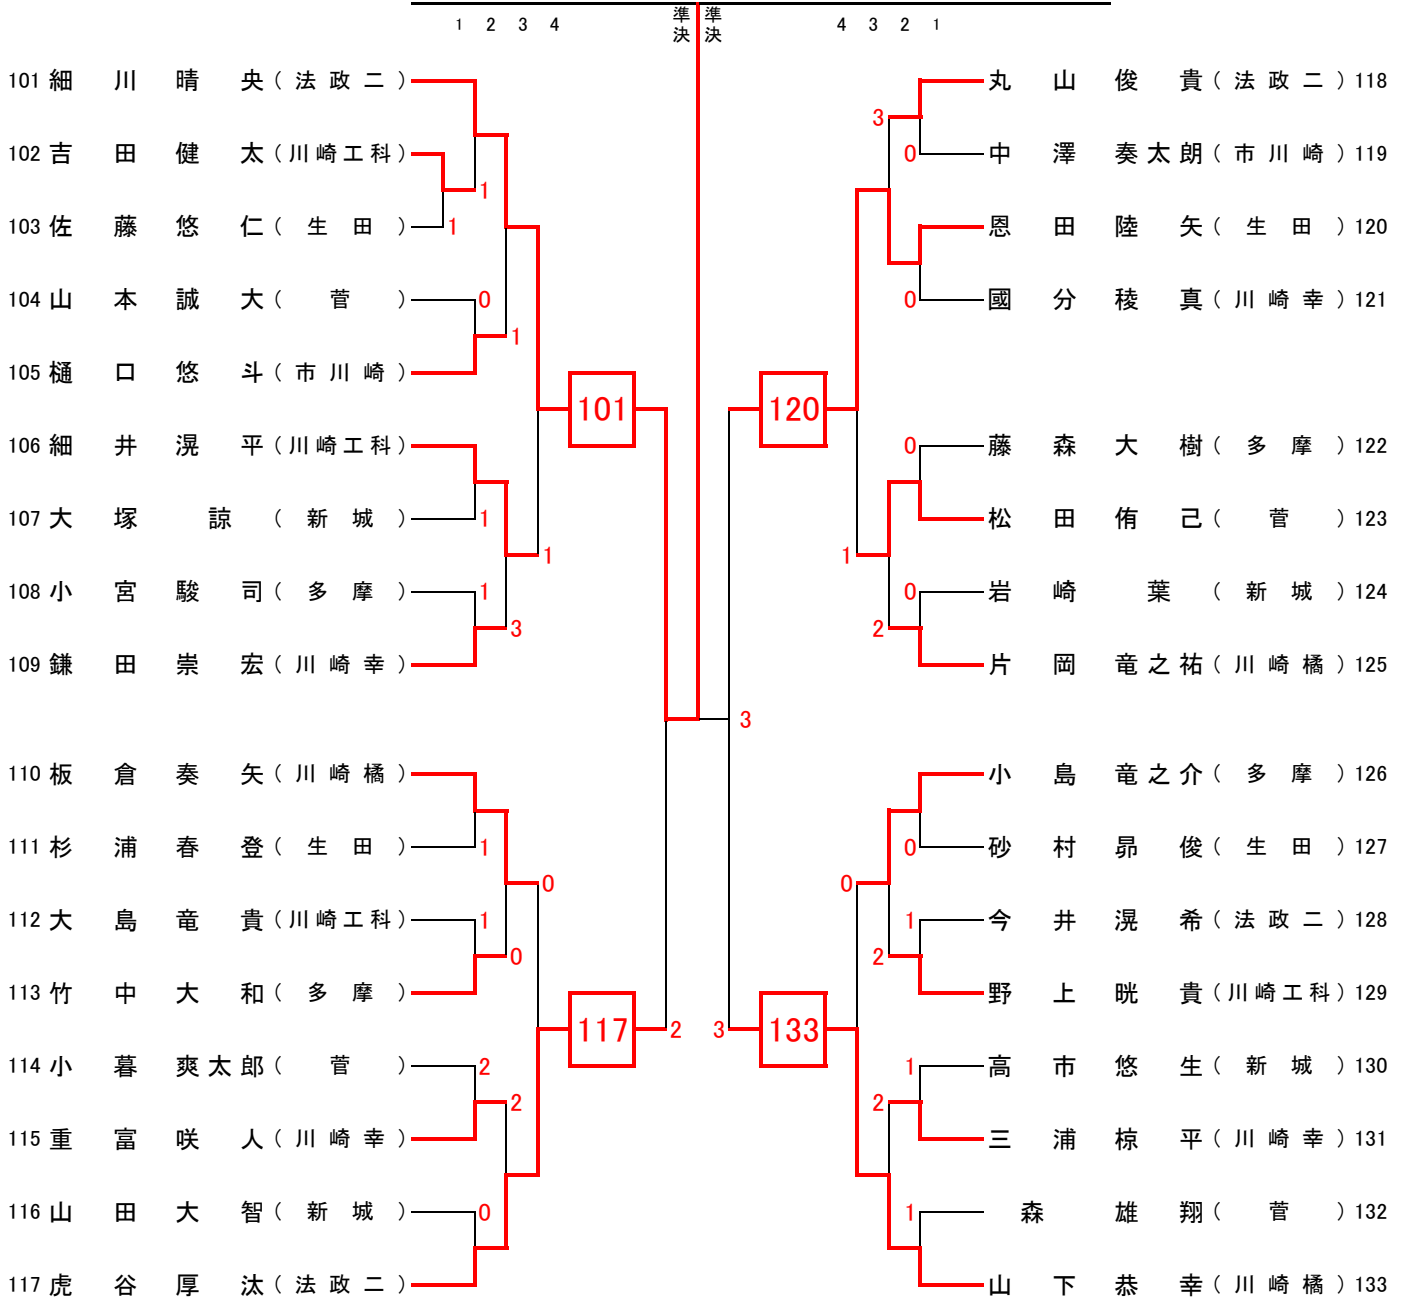 1 2 3 4 準決 準決 4 3 2 1
101 細川晴央(法政二) 丸山俊貴(法政二) 118
3
102 吉田健太(川崎工科) 0 中澤奏太朗(市川崎) 119
1
103 佐藤悠仁(生田) 1 恩田陸矢(生田) 120
104 山本誠大(菅) 0 0 國分稜真(川崎幸) 121
1
105 樋口悠斗(市川崎)
101 120
106 細井滉平(川崎工科) 0 藤森大樹(多摩) 122
107 大塚諒(新城) 1 松田侑己(菅) 123
1 1
108 小宮駿司(多摩) 1 0 岩崎葉(新城) 124
3 2
109 鎌田崇宏(川崎幸) 片岡竜之祐(川崎橘) 125
3
110 板倉奏矢(川崎橘) 小島竜之介(多摩) 126
111 杉浦春登(生田) 1 0 砂村昴俊(生田) 127
0 0
112 大島竜貴(川崎工科) 1 1 今井滉希(法政二) 128
0 2
113 竹中大和(多摩) 野上晄貴(川崎工科) 129
117 2 3 133
114 小暮爽太郎(菅) 2 1 高市悠生(新城) 130
2 2
115 重富咲人(川崎幸) 三浦椋平(川崎幸) 131
116 山田大智(新城) 0 1 森雄翔(菅) 132
117 虎谷厚汰(法政二) 山下恭幸(川崎橘) 133